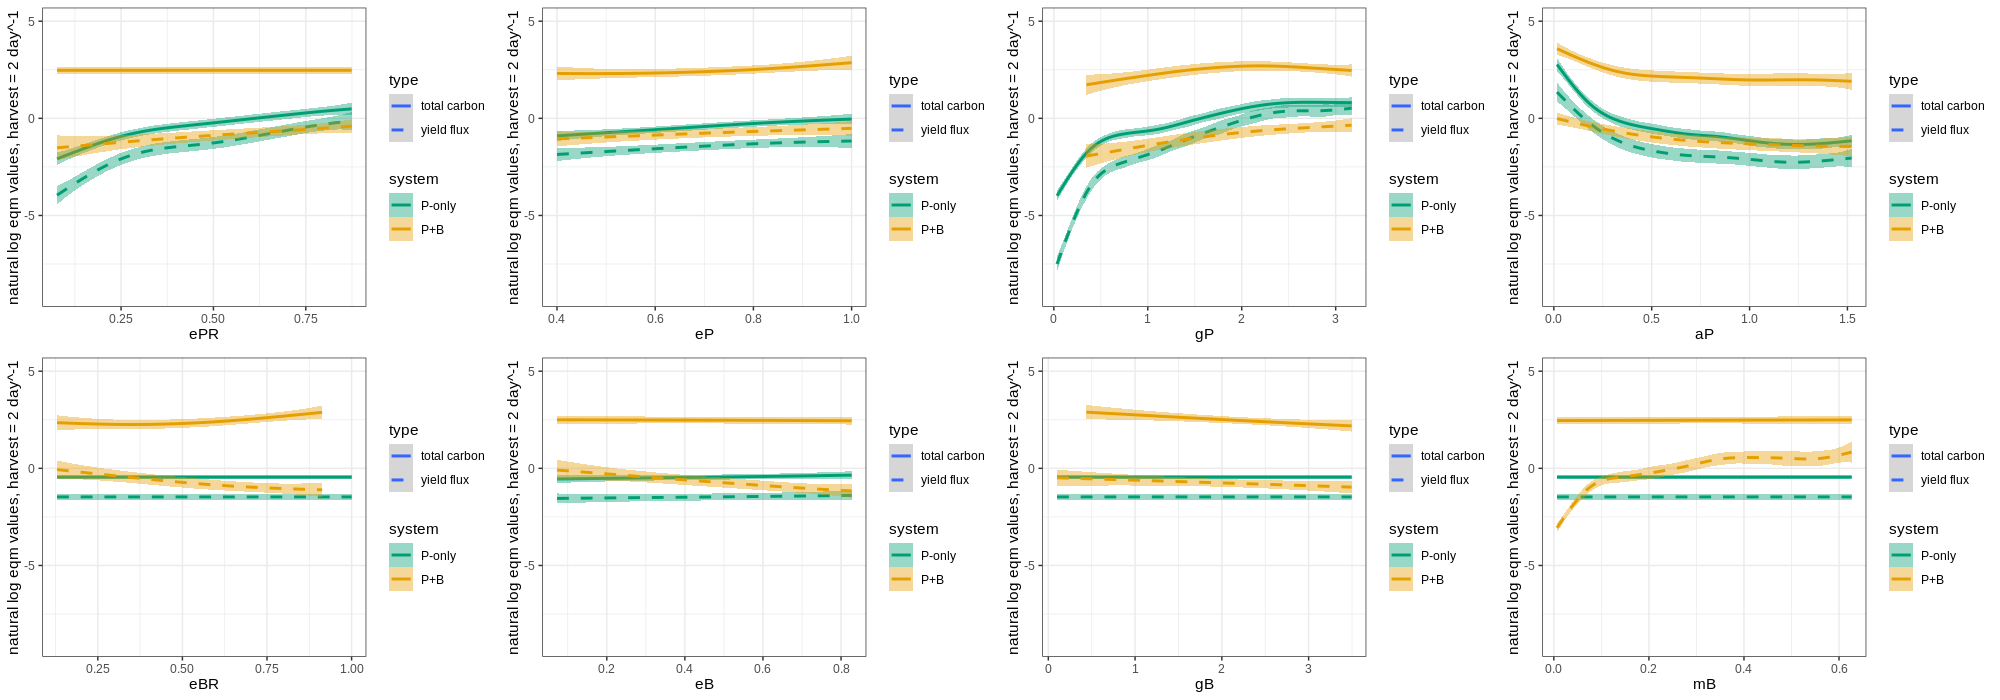 natural log eqm values, harvest = 2 day^-1
5
0
-5
0.25
0.50
0.75
ePR
type
total carbon
yield flux
system
P-only
P+B
natural log eqm values, harvest = 2 day^-1
5
0
-5
0.4
0.6
0.8
1.0
eP
type
total carbon
yield flux
system
P-only
P+B
natural log eqm values, harvest = 2 day^-1
5
0
-5
0
1
2
3
gP
type
total carbon
yield flux
system
P-only
P+B
natural log eqm values, harvest = 2 day^-1
5
0
-5
0.0
0.5
1.0
1.5
aP
type
total carbon
yield flux
system
P-only
P+B
natural log eqm values, harvest = 2 day^-1
5
0
-5
0.25
0.50
0.75
1.00
eBR
type
total carbon
yield flux
system
P-only
P+B
natural log eqm values, harvest = 2 day^-1
5
0
-5
0.2
0.4
0.6
0.8
eB
type
total carbon
yield flux
system
P-only
P+B
natural log eqm values, harvest = 2 day^-1
5
0
-5
0
1
2
3
gB
type
total carbon
yield flux
system
P-only
P+B
natural log eqm values, harvest = 2 day^-1
5
0
-5
0.0
0.2
0.4
0.6
mB
type
total carbon
yield flux
system
P-only
P+B